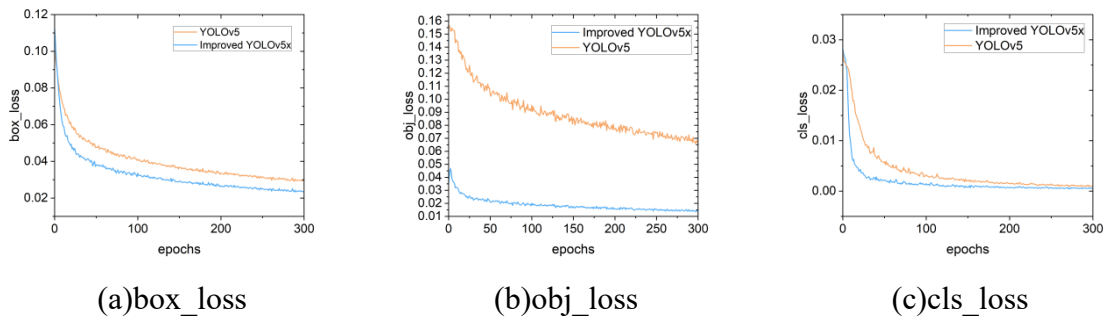 0.12
0.10
0.08
0.06
0.04
0.02
box_loss
YOLOv5
Improved YOLOv5x
0 100 200 300
epochs
(a)box_loss
0.16
0.15
0.14
0.13
0.12
0.11
0.10
0.09
0.08
0.07
0.06
0.05
0.04
0.03
0.02
0.01
obj_loss
Improved YOLOv5x
YOLOv5
0 50 100 150 200 250 300
epochs
(b)obj_loss
0.03
0.02
0.01
0.00
cls_loss
Improved YOLOv5x
YOLOv5
0 100 200 300
epochs
(c)cls_loss